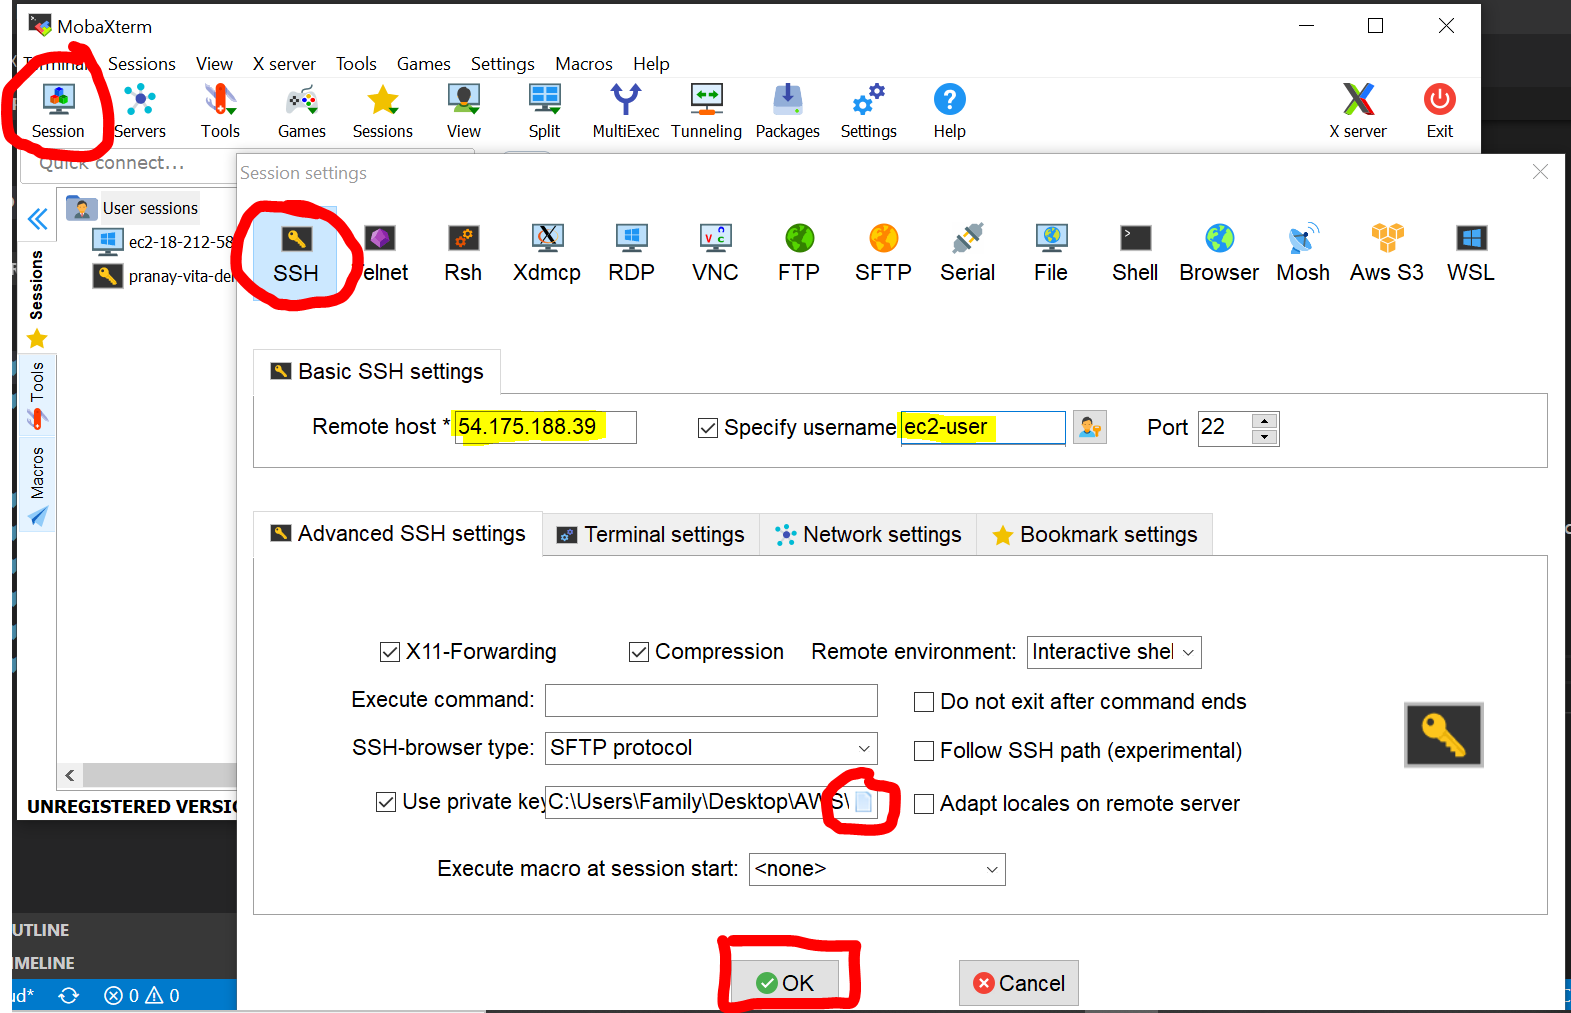 MobaXterm
Terminal Sessions View X server Tools Games Settings Macros Help
Session Servers Tools Games Sessions View Split MultiExec Tunneling Packages Settings Help X server Exit
Quick connect...
Session settings
User sessions
ec2-18-212-58
pranay-vita-de
Sessions
Tools
Macros
SSH elnet Rsh Xdmcp RDP VNC FTP SFTP Serial File Shell Browser Mosh Aws S3 WSL
Basic SSH settings
Remote host * 54.175.188.39 Specify username ec2-user Port 22
Advanced SSH settings Terminal settings Network settings Bookmark settings
X11-Forwarding Compression Remote environment: Interactive shel
Execute command: Do not exit after command ends
SSH-browser type: SFTP protocol Follow SSH path (experimental)
Use private key C:\Users\Family\Desktop\AWS\ Adapt locales on remote server
Execute macro at session start: <none>
UNREGISTERED VERSIO
OK Cancel
UTLINE
IMELINE
ud* 0 0